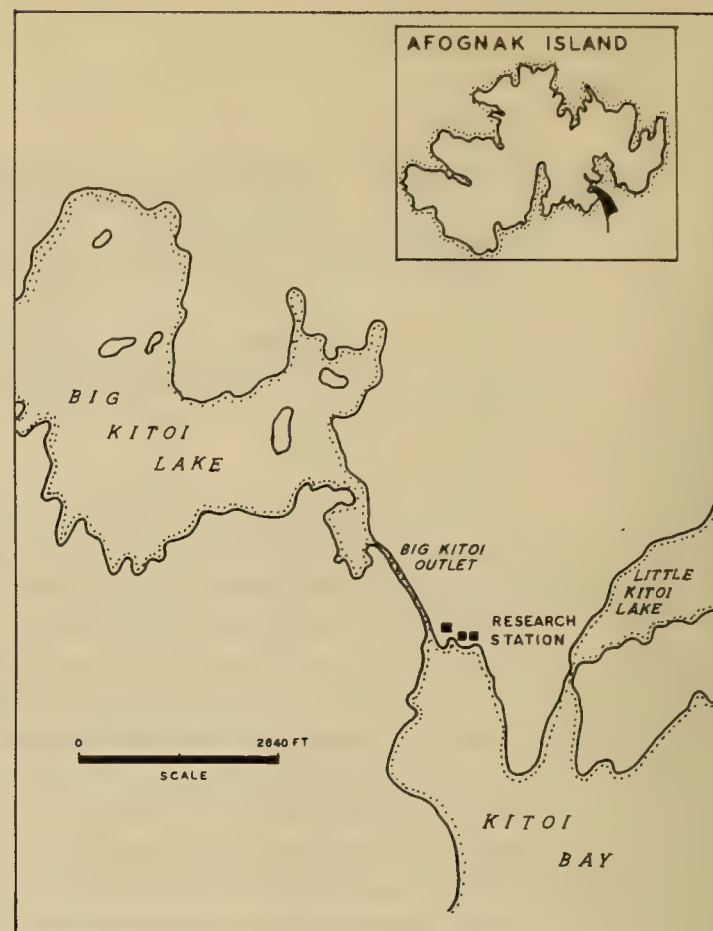 AFOGNAK ISLAND
BIG
KITOI
LAKE
BIG KITOI
OUTLET
LITTLE
KITOI
LAKE
RESEARCH
STATION
0 2640 FT
SCALE
KITOI
BAY